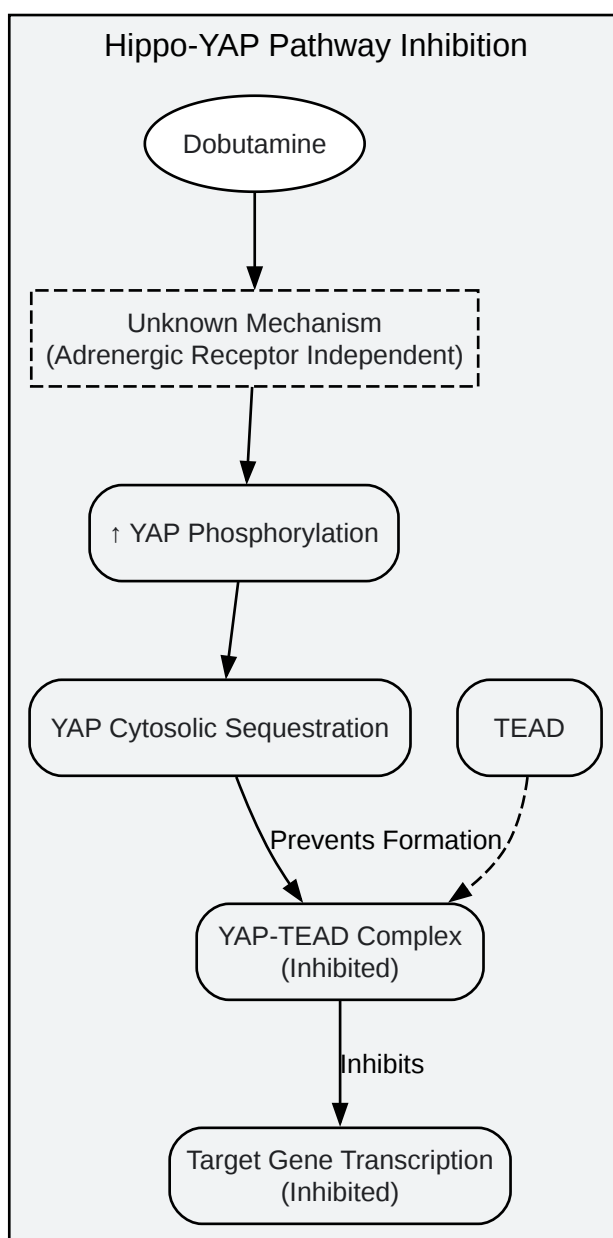 Hippo-YAP Pathway Inhibition
Dobutamine
Unknown Mechanism
(Adrenergic Receptor Independent)
↑ YAP Phosphorylation
YAP Cytosolic Sequestration
TEAD
Prevents Formation
YAP-TEAD Complex
(Inhibited)
Inhibits
Target Gene Transcription
(Inhibited)